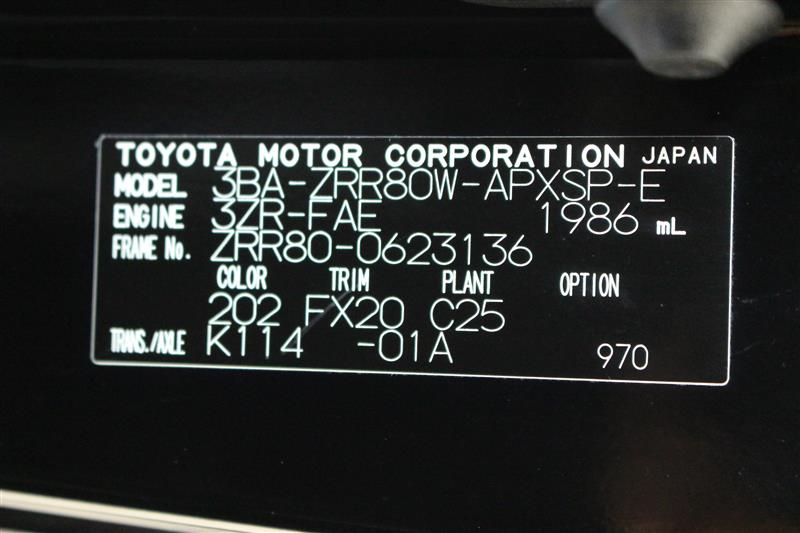 TOYOTA MOTOR CORPORATION JAPAN
MODEL 3BA-ZRR80W-APXSP-E
ENGINE 3ZR-FAE 1986 mL
FRAME No. ZRR80-0623136
COLOR TRIM PLANT OPTION
202 FX20 C25
TRANS./AXLE K114 -01A 970